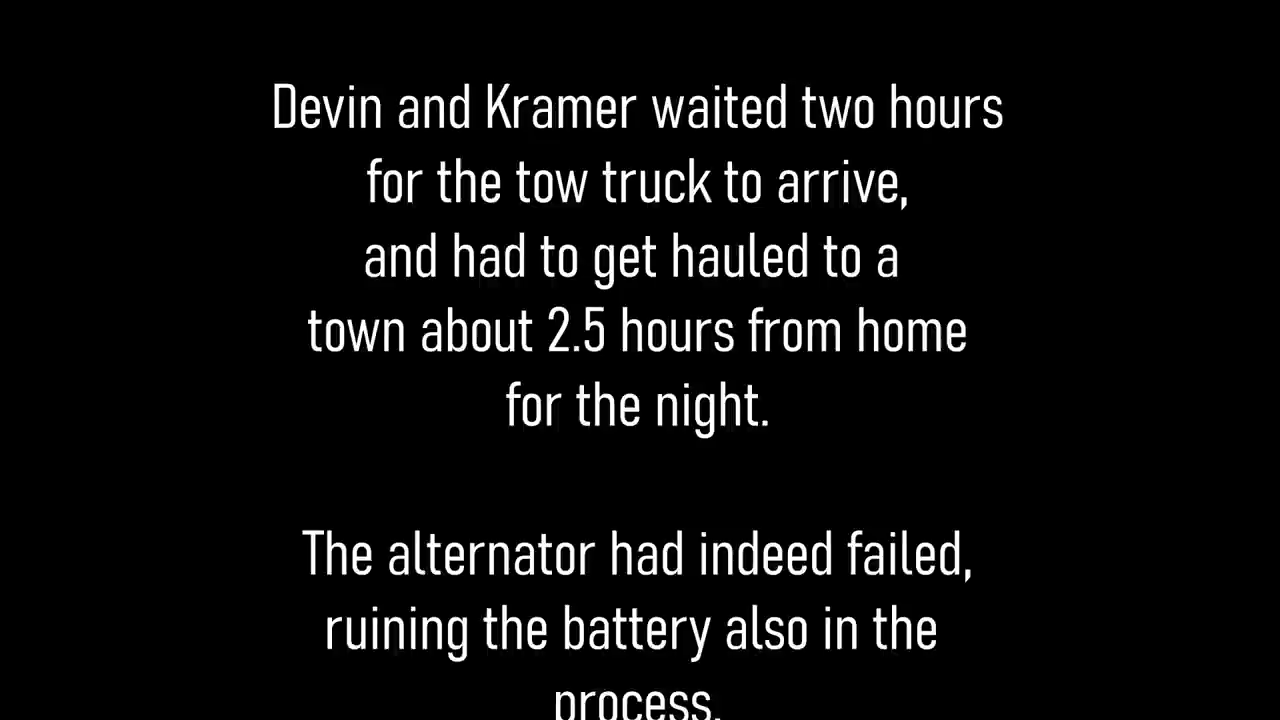 Devin and Kramer waited two hours
for the tow truck to arrive,
and had to get hauled to a
town about 2.5 hours from home
for the night.
The alternator had indeed failed,
ruining the battery also in the
process.